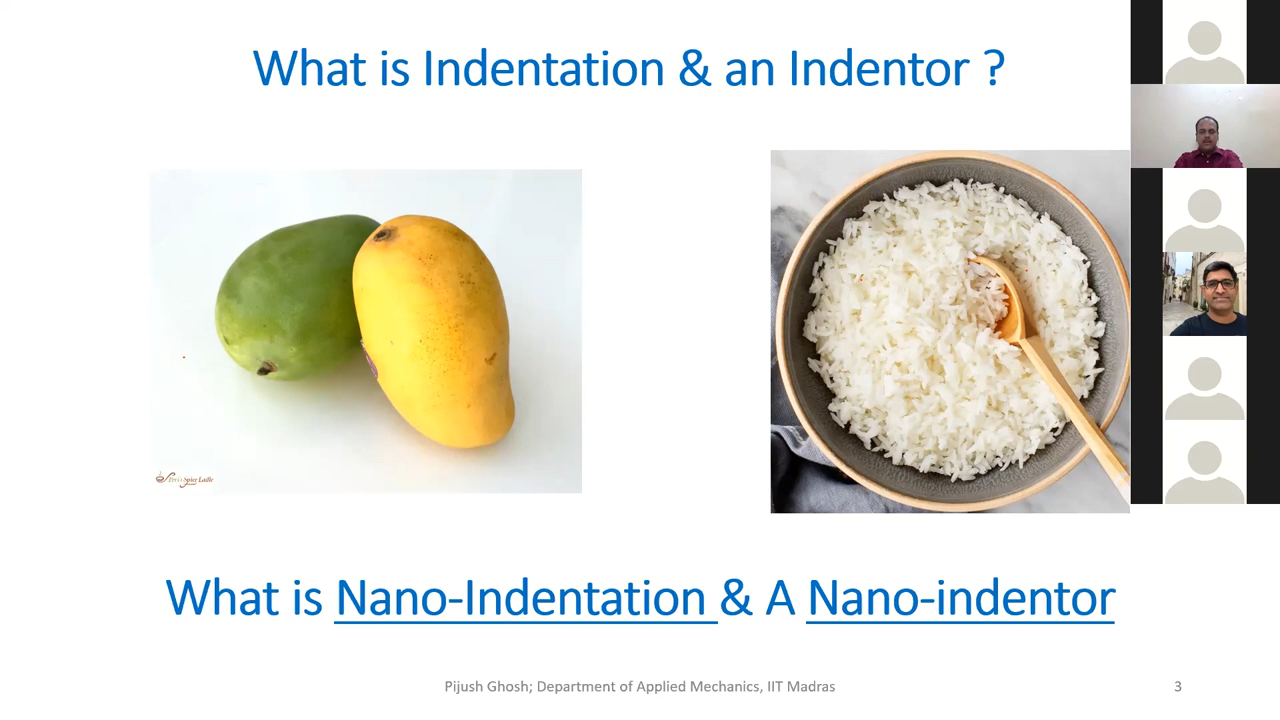 What is Indentation & an Indentor ?
What is Nano-Indentation & A Nano-indentor
Pijush Ghosh; Department of Applied Mechanics, IIT Madras
3